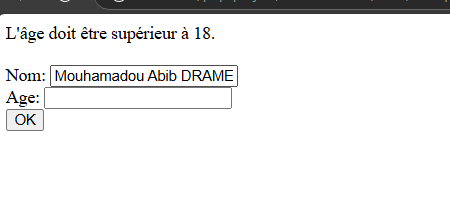 L'âge doit être supérieur à 18.
Nom: Mouhamadou Abib DRAME
Age:
OK